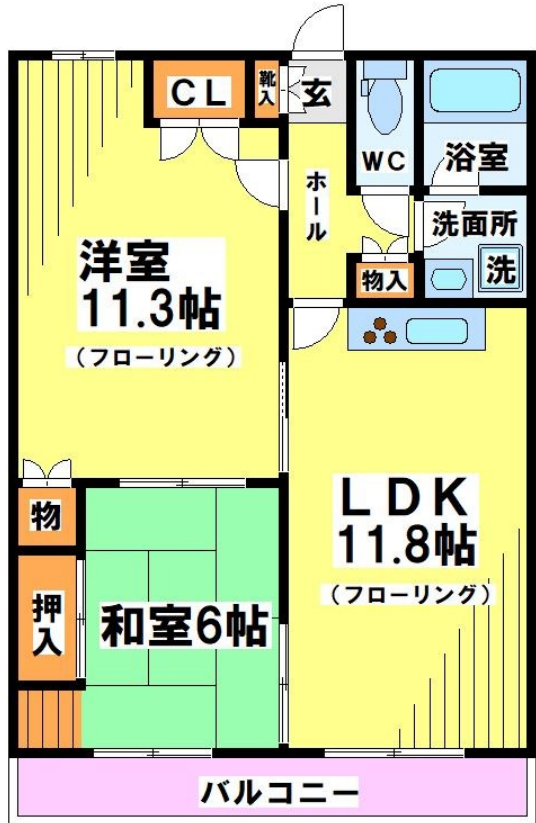 CL
靴入
玄
WC
浴室
ホール
洗面所
洗
物入
洋室
11.3帖
(フローリング)
LDK
11.8帖
(フローリング)
物
押入
和室6帖
バルコニー